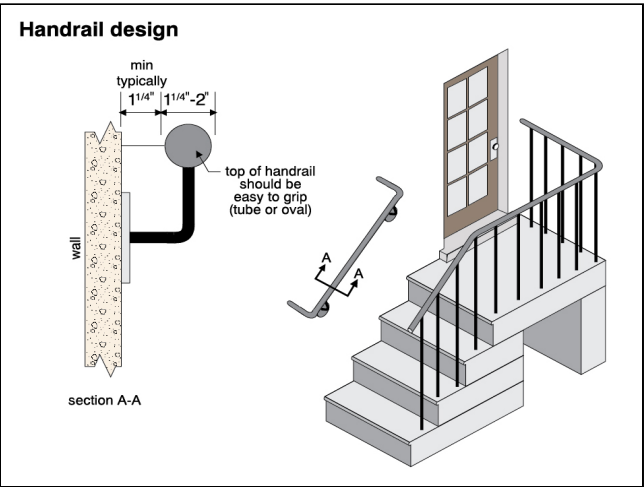 Handrail design
min
typically
1 1/4" 1 1/4"-2"
top of handrail
should be
easy to grip
(tube or oval)
wall
A
A
section A-A